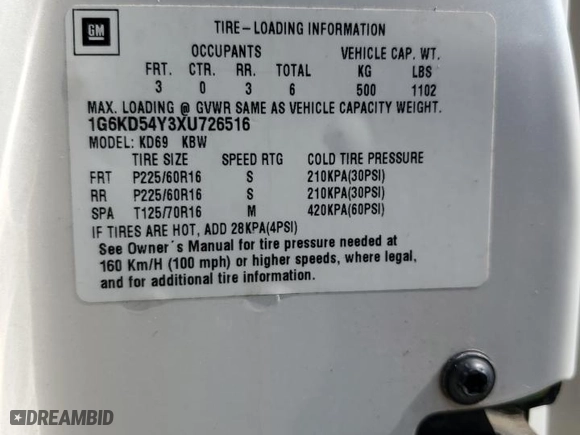 GM
TIRE-LOADING INFORMATION
OCCUPANTS VEHICLE CAP. WT.
FRT. CTR. RR. TOTAL KG LBS
3 0 3 6 500 1102
MAX. LOADING @ GVWR SAME AS VEHICLE CAPACITY WEIGHT.
1G6KD54Y3XU726516
MODEL: KD69 KBW
TIRE SIZE SPEED RTG COLD TIRE PRESSURE
FRT P225/60R16 S 210KPA(30PSI)
RR P225/60R16 S 210KPA(30PSI)
SPA T125/70R16 M 420KPA(60PSI)
IF TIRES ARE HOT, ADD 28KPA(4PSI)
See Owner´s Manual for tire pressure needed at
160 Km/H (100 mph) or higher speeds, where legal,
and for additional tire information.
DREAMBID